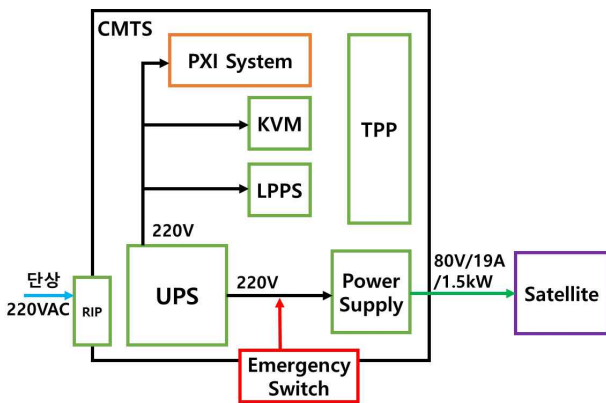 CMTS
PXI System
KVM
TPP
LPPS
220V
단상
220VAC
RIP
UPS
220V
Power
Supply
80V/19A
/1.5kW
Satellite
Emergency
Switch